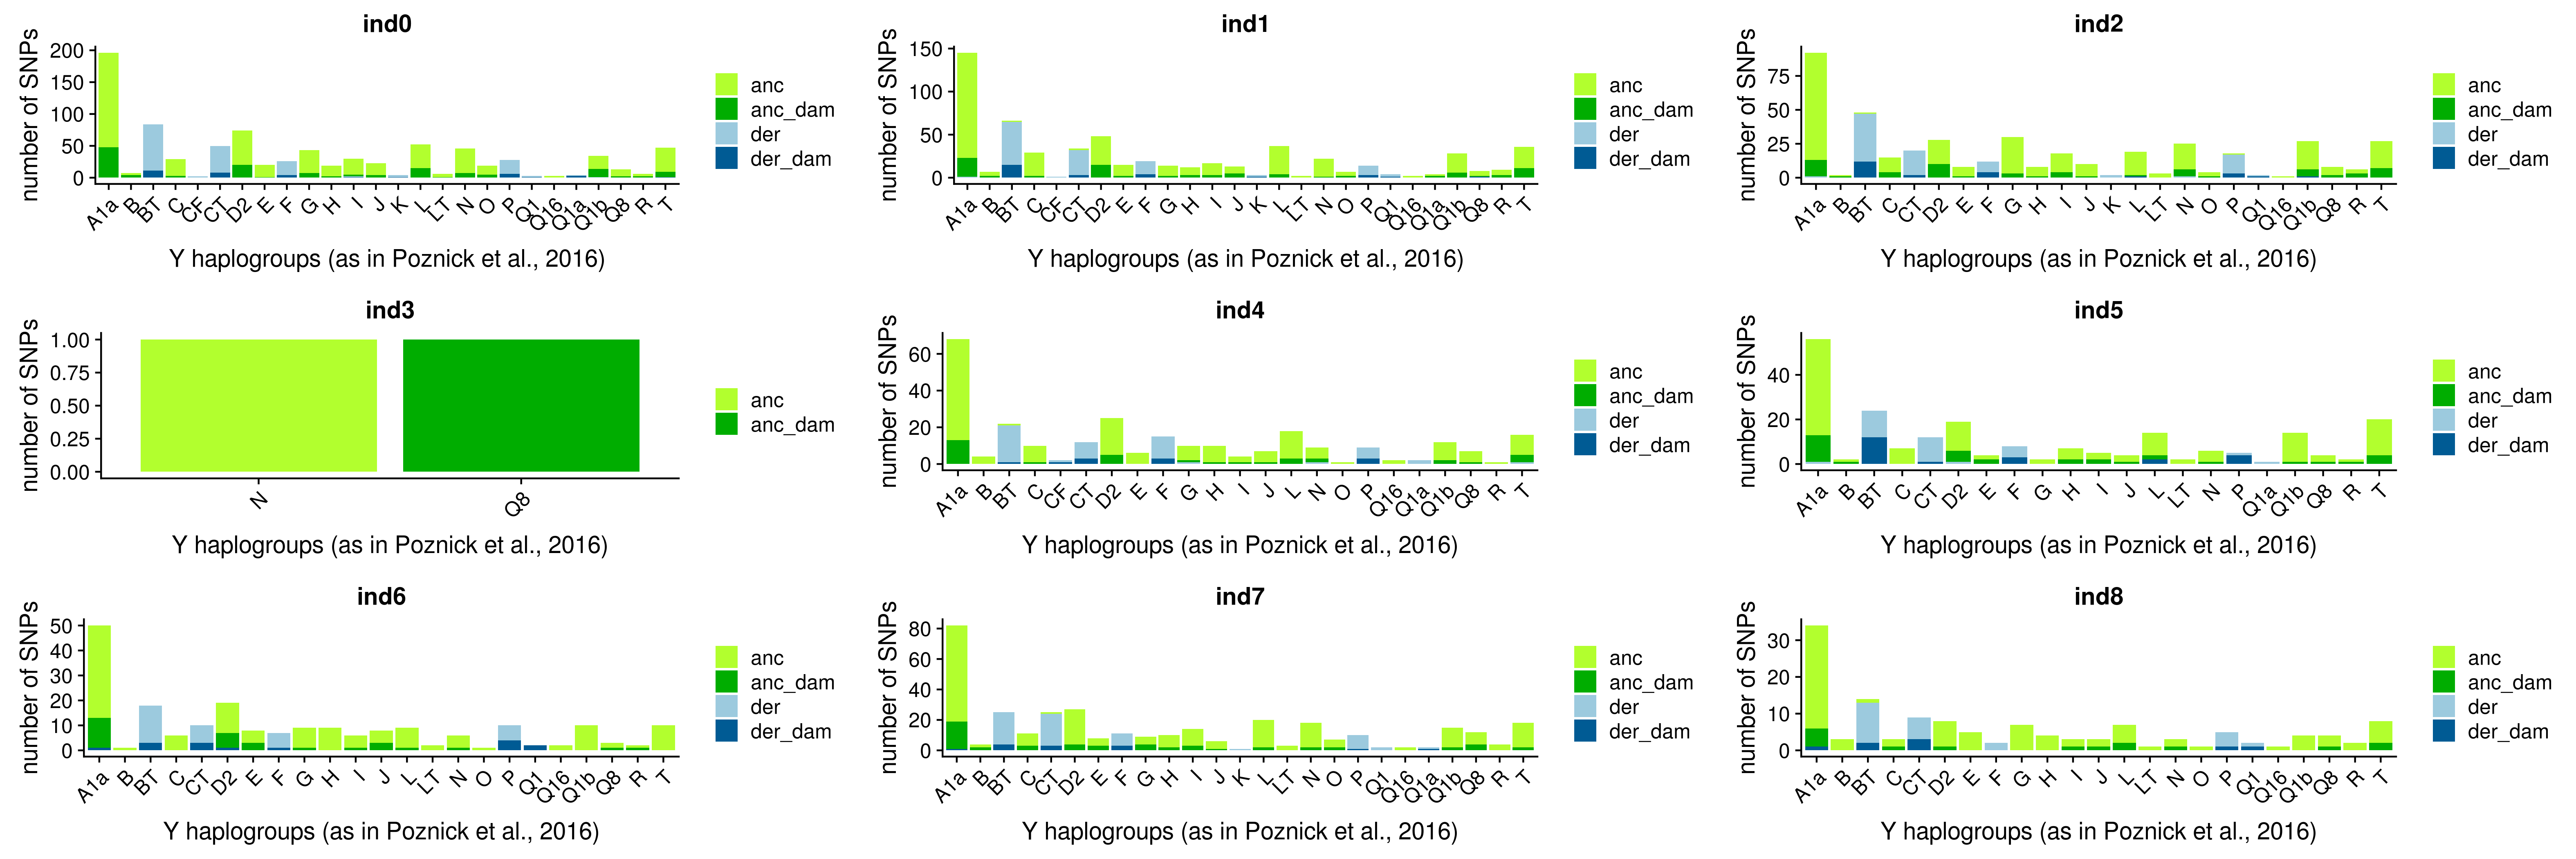 ind0
number of SNPs
200
150
100
50
0
A1a B BT C CF CT D2 E F G H I J K L LT N O P Q1 Q16 Q1a Q1b Q8 R T
Y haplogroups (as in Poznick et al., 2016)
anc
anc_dam
der
der_dam
ind1
number of SNPs
150
100
50
0
A1a B BT C CF CT D2 E F G H I J K L LT N O P Q1 Q16 Q1a Q1b Q8 R T
Y haplogroups (as in Poznick et al., 2016)
anc
anc_dam
der
der_dam
ind2
number of SNPs
75
50
25
0
A1a B BT C CT D2 E F G H I J K L LT N O P Q1 Q16 Q1b Q8 R T
Y haplogroups (as in Poznick et al., 2016)
anc
anc_dam
der
der_dam
ind3
number of SNPs
1.00
0.75
0.50
0.25
0.00
N Q8
Y haplogroups (as in Poznick et al., 2016)
anc
anc_dam
ind4
number of SNPs
60
40
20
0
A1a B BT C CF CT D2 E F G H I J L N O P Q16 Q1a Q1b Q8 R T
Y haplogroups (as in Poznick et al., 2016)
anc
anc_dam
der
der_dam
ind5
number of SNPs
40
20
0
A1a B BT C CT D2 E F G H I J L LT N P Q1a Q1b Q8 R T
Y haplogroups (as in Poznick et al., 2016)
anc
anc_dam
der
der_dam
ind6
number of SNPs
50
40
30
20
10
0
A1a B BT C CT D2 E F G H I J L LT N O P Q1 Q16 Q1b Q8 R T
Y haplogroups (as in Poznick et al., 2016)
anc
anc_dam
der
der_dam
ind7
number of SNPs
80
60
40
20
0
A1a B BT C CT D2 E F G H I J K L LT N O P Q1 Q16 Q1a Q1b Q8 R T
Y haplogroups (as in Poznick et al., 2016)
anc
anc_dam
der
der_dam
ind8
number of SNPs
30
20
10
0
A1a B BT C CT D2 E F G H I J L LT N O P Q1 Q16 Q1b Q8 R T
Y haplogroups (as in Poznick et al., 2016)
anc
anc_dam
der
der_dam